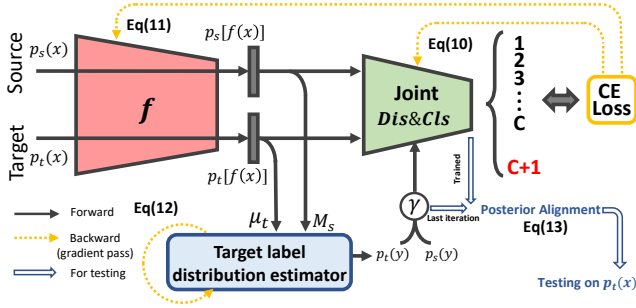 Eq(11)
Source
p_s(x)
p_s[f(x)]
Eq(10)
1
2
3
C
C+1
CE
Loss
f
Joint
Dis&Cls
Target
p_t(x)
p_t[f(x)]
Trained
γ
Last iteration
Posterior Alignment
Eq(13)
Forward
Backward
(gradient pass)
For testing
Eq(12)
μ_t
M_s
Target label
distribution estimator
p_t(y)
p_s(y)
Testing on p_t(x)